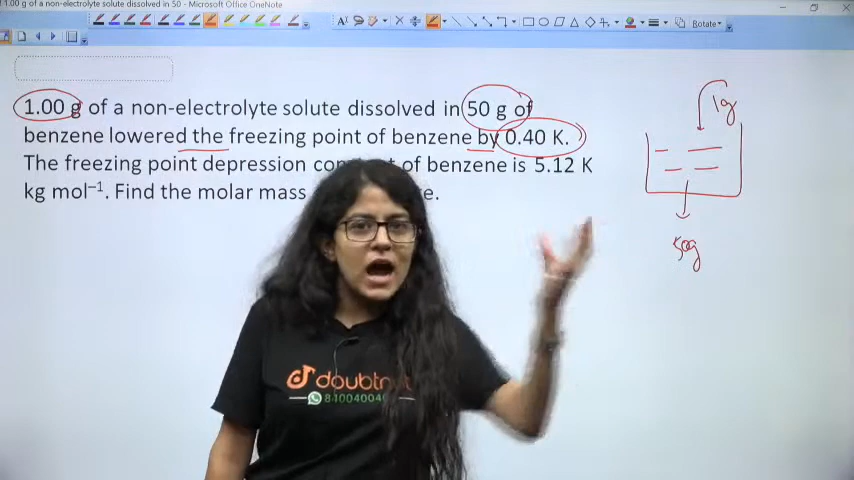 1.00 g of a non-electrolyte solute dissolved in 50 - Microsoft Office OneNote
Rotate
1.00 g of a non-electrolyte solute dissolved in 50 g of
benzene lowered the freezing point of benzene by 0.40 K.
The freezing point depression con t of benzene is 5.12 K
kg mol⁻¹. Find the molar mass e.
1g
50g
doubtnut
8400400400